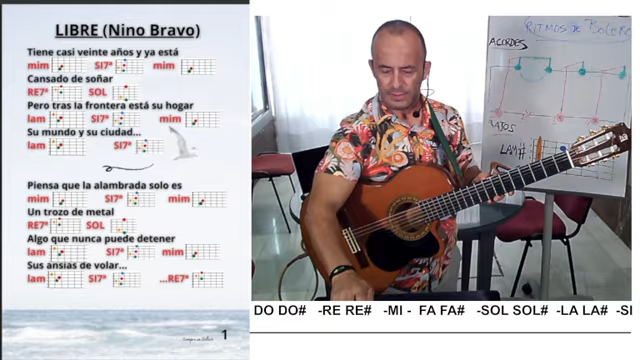 LIBRE (Nino Bravo)
Tiene casi veinte años y ya está
mim SI7ª mim
Cansado de soñar
RE7ª SOL
Pero tras la frontera está su hogar
lam SI7ª mim
Su mundo y su ciudad...
lam SI7ª
Piensa que la alambrada solo es
mim SI7ª mim
Un trozo de metal
RE7ª SOL
Algo que nunca puede detener
lam SI7ª mim
Sus ansias de volar...
lam SI7ª ...RE7ª
1
RITMOS DE BOLERO
ACORDES
BAJOS
LAM#
DO DO# -RE RE# -MI - FA FA# -SOL SOL# -LA LA# -SI